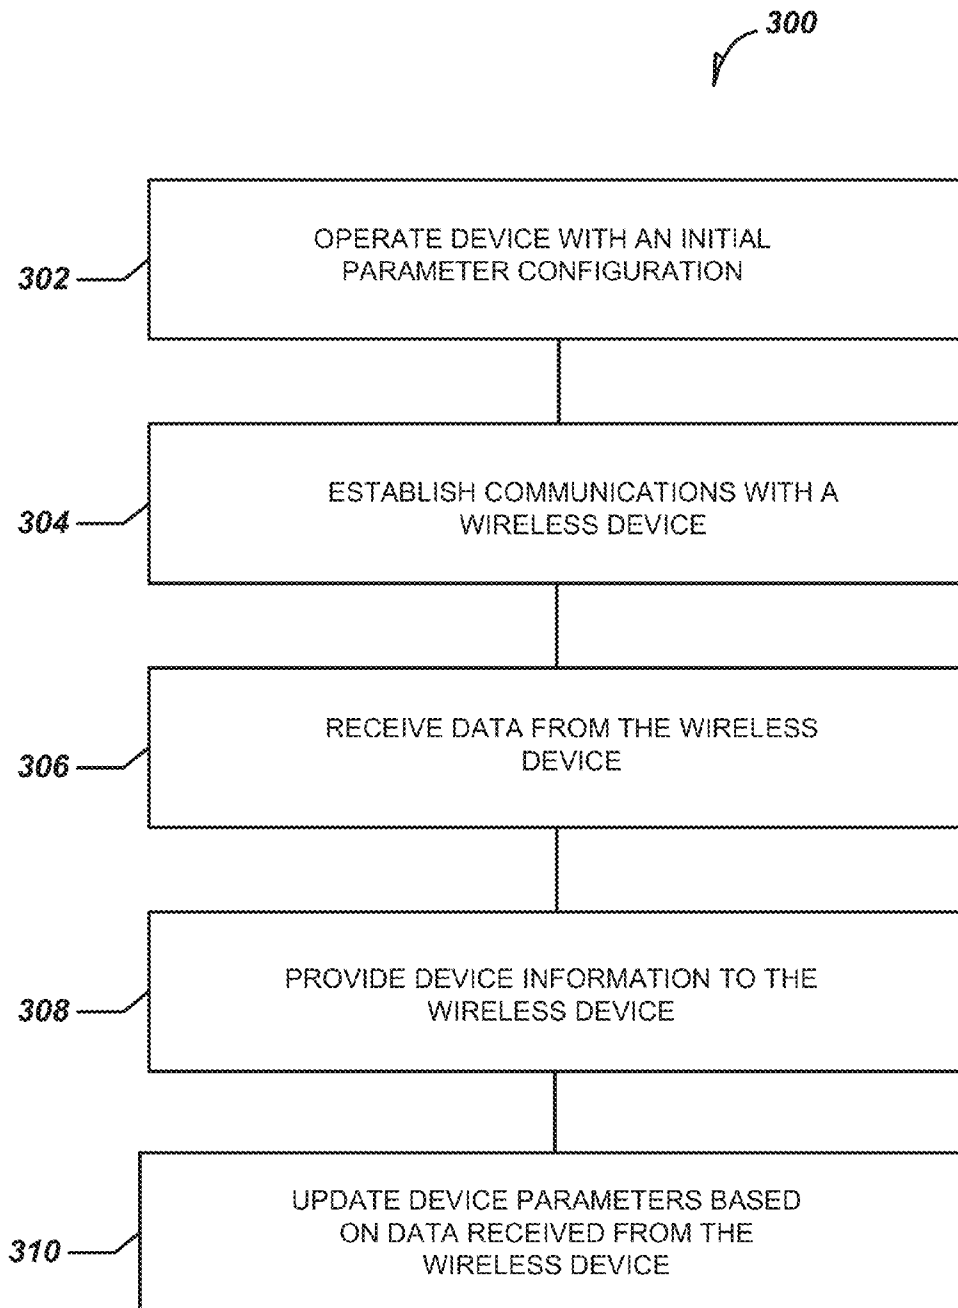 300
OPERATE DEVICE WITH AN INITIAL
PARAMETER CONFIGURATION
302
ESTABLISH COMMUNICATIONS WITH A
WIRELESS DEVICE
304
RECEIVE DATA FROM THE WIRELESS
DEVICE
306
PROVIDE DEVICE INFORMATION TO THE
WIRELESS DEVICE
308
UPDATE DEVICE PARAMETERS BASED
ON DATA RECEIVED FROM THE
WIRELESS DEVICE
310